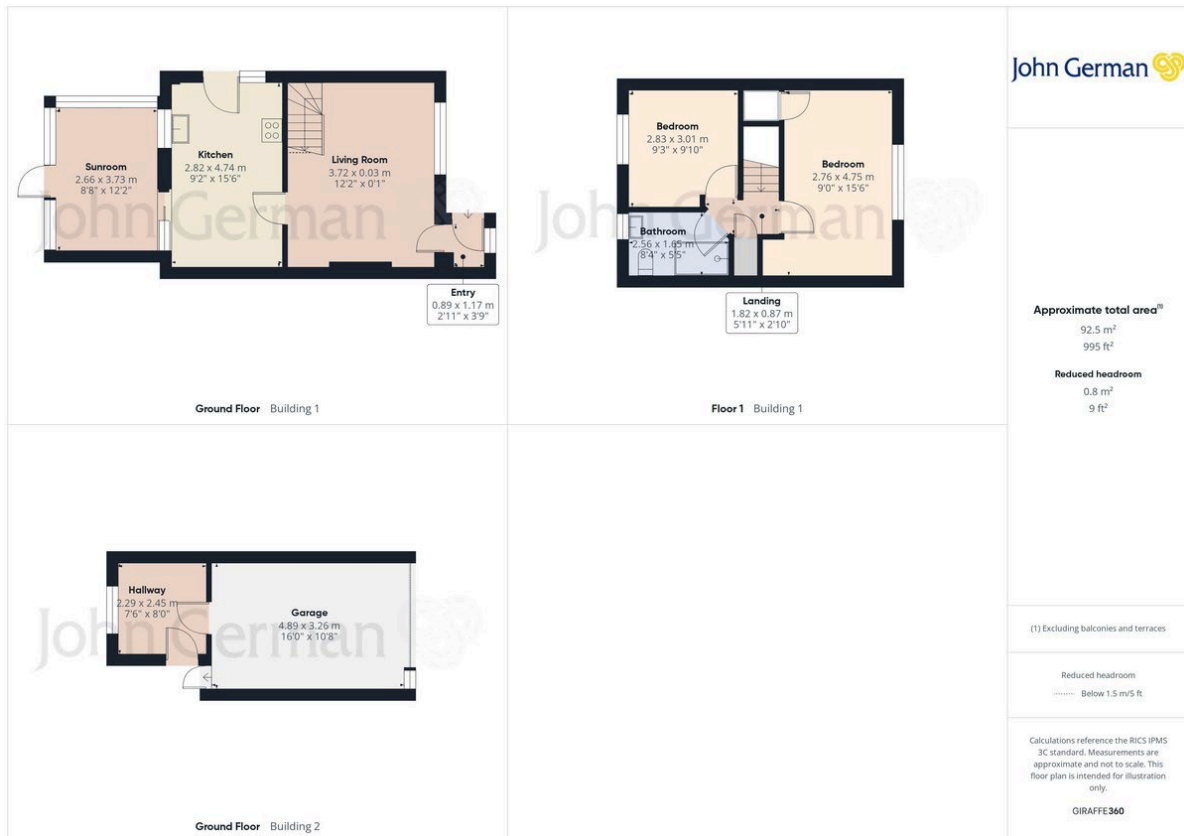 Sunroom
2.66 x 3.73 m
8'8" x 12'2"
Kitchen
2.82 x 4.74 m
9'2" x 15'6"
Living Room
3.72 x 0.03 m
12'2" x 0'1"
Entry
0.89 x 1.17 m
2'11" x 3'9"
John German
Ground Floor Building 1
Bedroom
2.83 x 3.01 m
9'3" x 9'10"
Bedroom
2.76 x 4.75 m
9'0" x 15'6"
Bathroom
2.56 x 1.65 m
8'4" x 5'5"
Landing
1.82 x 0.87 m
5'11" x 2'10"
John German
Floor 1 Building 1
Hallway
2.29 x 2.45 m
7'6" x 8'0"
Garage
4.89 x 3.26 m
16'0" x 10'8"
John German
Ground Floor Building 2
John German
Approximate total area(1)
92.5 m²
995 ft²
Reduced headroom
0.8 m²
9 ft²
(1) Excluding balconies and terraces
Reduced headroom
........ Below 1.5 m/5 ft
Calculations reference the RICS IPMS
3C standard. Measurements are
approximate and not to scale. This
floor plan is intended for illustration
only.
GIRAFFE360